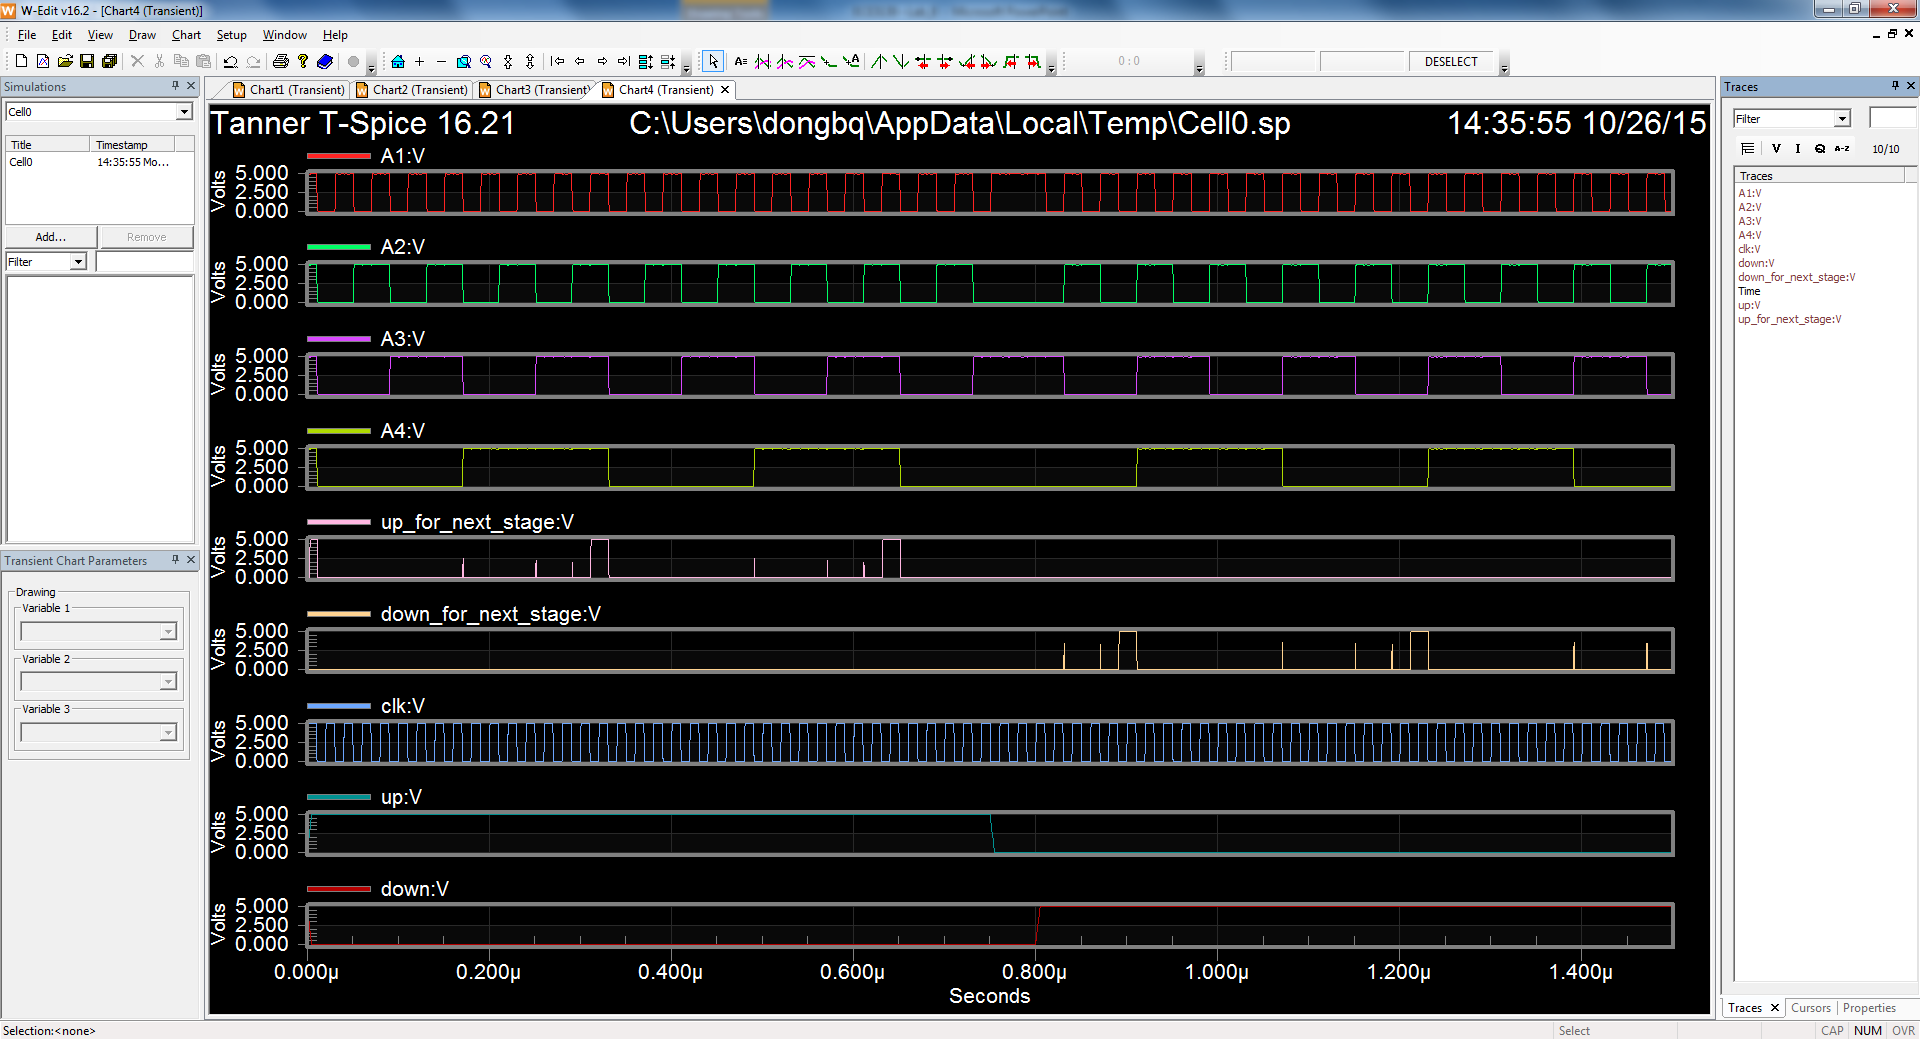 W-Edit v16.2 - [Chart4 (Transient)]
File Edit View Draw Chart Setup Window Help
0 : 0
DESELECT
Simulations
Cell0
Title Timestamp
Cell0 14:35:55 Mo...
Add... Remove
Filter
Transient Chart Parameters
Drawing
Variable 1
Variable 2
Variable 3
Chart1 (Transient) Chart2 (Transient) Chart3 (Transient) Chart4 (Transient)
Tanner T-Spice 16.21 C:\Users\dongbq\AppData\Local\Temp\Cell0.sp 14:35:55 10/26/15
A1:V
Volts
5.000
2.500
0.000
A2:V
Volts
5.000
2.500
0.000
A3:V
Volts
5.000
2.500
0.000
A4:V
Volts
5.000
2.500
0.000
up_for_next_stage:V
Volts
5.000
2.500
0.000
down_for_next_stage:V
Volts
5.000
2.500
0.000
clk:V
Volts
5.000
2.500
0.000
up:V
Volts
5.000
2.500
0.000
down:V
Volts
5.000
2.500
0.000
0.000µ 0.200µ 0.400µ 0.600µ 0.800µ 1.000µ 1.200µ 1.400µ
Seconds
Traces
Filter
V I Q A-Z 10/10
Traces
A1:V
A2:V
A3:V
A4:V
clk:V
down:V
down_for_next_stage:V
Time
up:V
up_for_next_stage:V
Traces Cursors Properties
Selection:<none> Select CAP NUM OVR